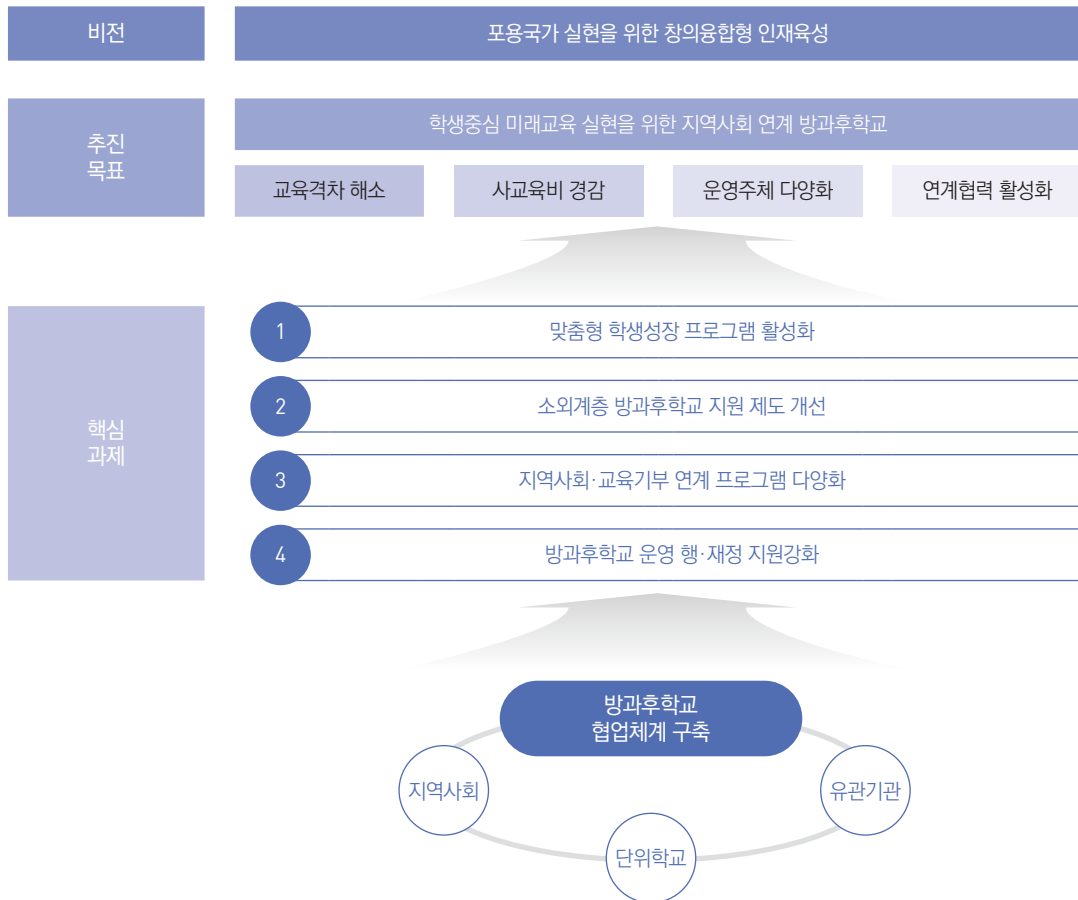 비전
포용국가 실현을 위한 창의융합형 인재육성
추진
목표
학생중심 미래교육 실현을 위한 지역사회 연계 방과후학교
교육격차 해소
사교육비 경감
운영주체 다양화
연계협력 활성화
핵심
과제
1
맞춤형 학생성장 프로그램 활성화
2
소외계층 방과후학교 지원 제도 개선
3
지역사회·교육기부 연계 프로그램 다양화
4
방과후학교 운영 행·재정 지원강화
방과후학교
협업체계 구축
지역사회
유관기관
단위학교